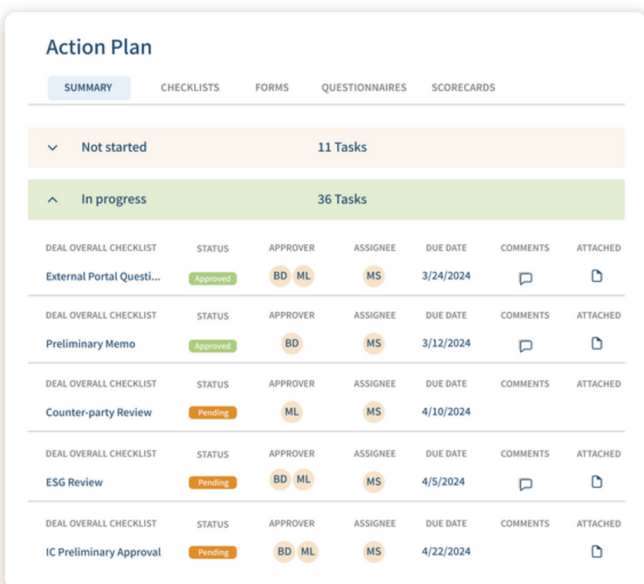 Action Plan
SUMMARY CHECKLISTS FORMS QUESTIONNAIRES SCORECARDS
Not started 11 Tasks
In progress 36 Tasks
DEAL OVERALL CHECKLIST STATUS APPROVER ASSIGNEE DUE DATE COMMENTS ATTACHED
External Portal Questi... Approved BD ML MS 3/24/2024
DEAL OVERALL CHECKLIST STATUS APPROVER ASSIGNEE DUE DATE COMMENTS ATTACHED
Preliminary Memo Approved BD MS 3/12/2024
DEAL OVERALL CHECKLIST STATUS APPROVER ASSIGNEE DUE DATE COMMENTS ATTACHED
Counter-party Review Pending ML MS 4/10/2024
DEAL OVERALL CHECKLIST STATUS APPROVER ASSIGNEE DUE DATE COMMENTS ATTACHED
ESG Review Pending BD ML MS 4/5/2024
DEAL OVERALL CHECKLIST STATUS APPROVER ASSIGNEE DUE DATE COMMENTS ATTACHED
IC Preliminary Approval Pending BD ML MS 4/22/2024